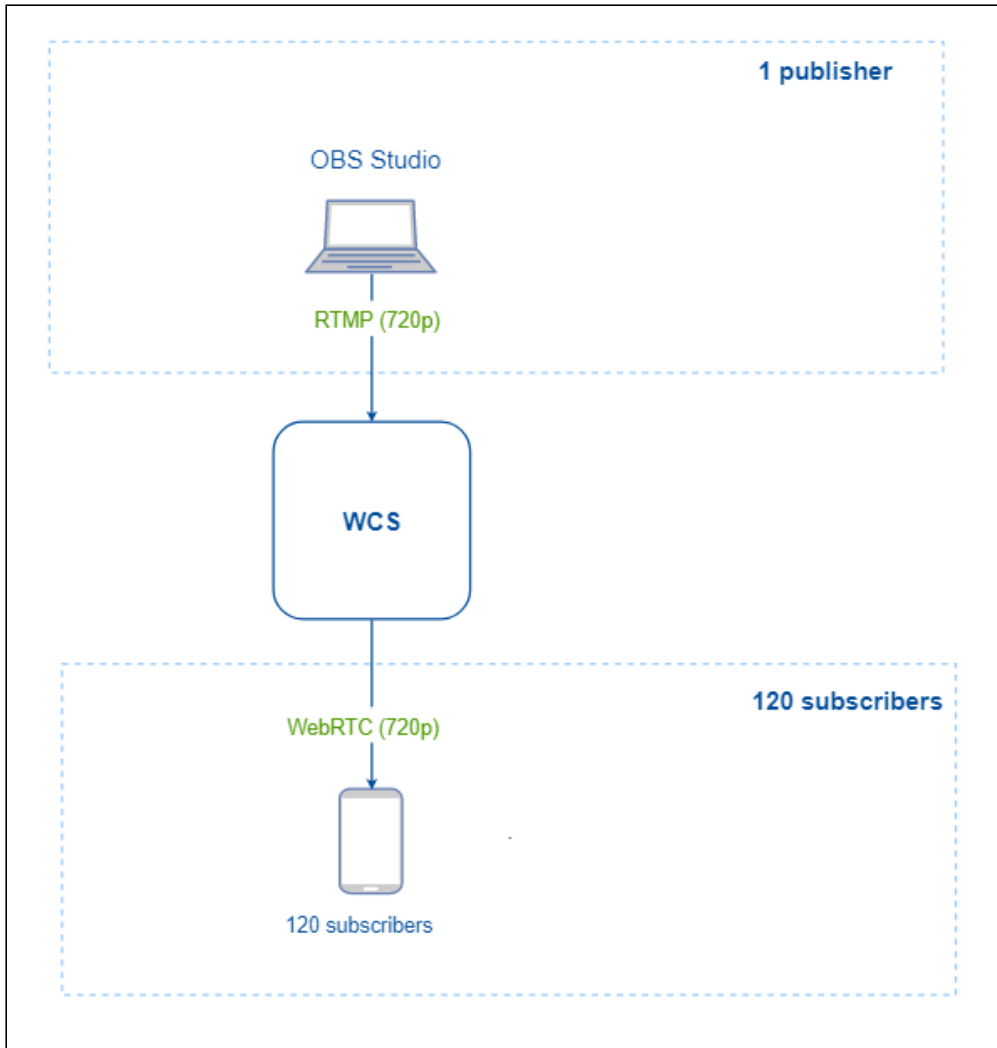 1 publisher
OBS Studio
RTMP (720p)
WCS
120 subscribers
WebRTC (720p)
120 subscribers